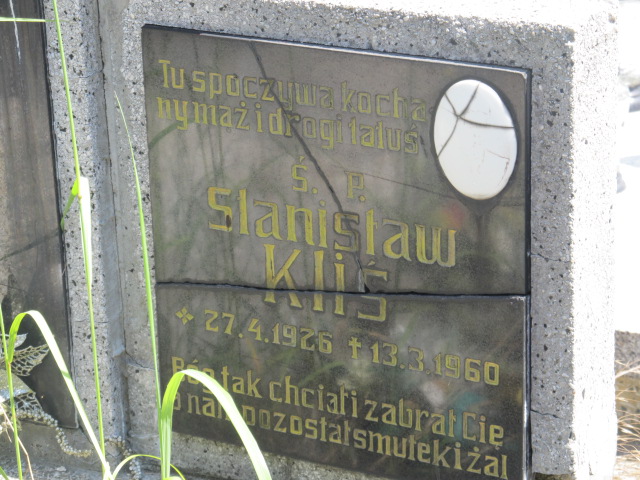 Tu spoczywa kocha
ny mąż i drogi tatuś
Ś. P.
Stanisław
Kliś
* 27.4.1926 † 13.3.1960
Bóg tak chciał i zabrał Cię
a nam pozostał smutek i żal